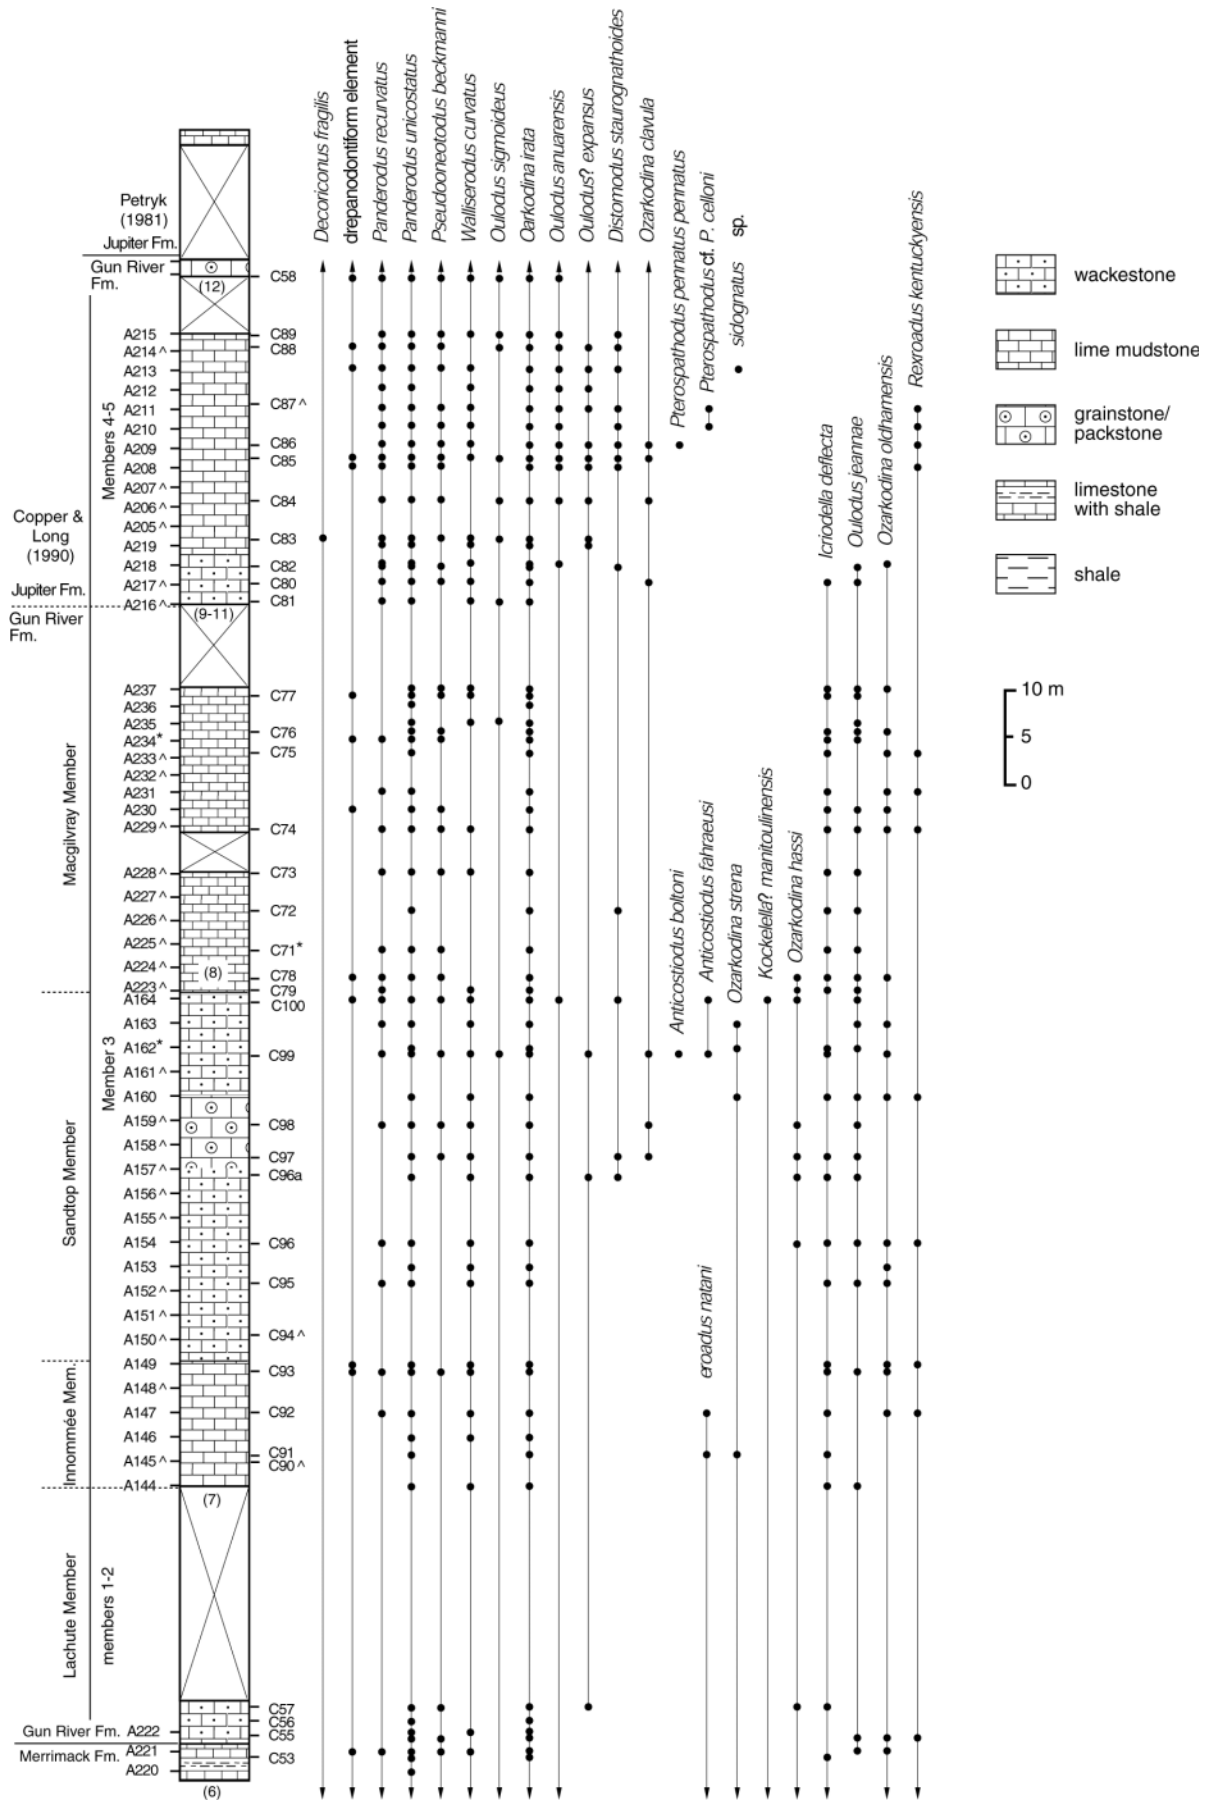 Decoriconus fragilis
drepanodontiform element
Panderodus recurvatus
Panderodus unicostatus
Pseudooneotodus beckmanni
Walliserodus curvatus
Oulodus sigmoideus
Oarkodina irata
Oulodus anuarensis
Oulodus? expansus
Distomodus staurognathoides
Ozarkodina clavula
Pterospathodus pennatus pennatus
Pterospathodus cf. P. celloni
sidognatus sp.
Icriodella deflecta
Oulodus jeannae
Ozarkodina oldhamensis
Rexroadus kentuckyensis
Anticostiodus boltoni
Anticostiodus fahraeusi
Ozarkodina strena
Kockelella? manitoulinensis
Ozarkodina hassi
eroadus natani
wackestone
lime mudstone
grainstone/
packstone
limestone
with shale
shale
10 m
5
0
Petryk
(1981)
Jupiter Fm.
Gun River
Fm.
Copper &
Long
(1990)
Jupiter Fm.
Gun River
Fm.
Members 4-5
Macgilvray Member
Member 3
Sandtop Member
Innommée Mem.
Lachute Member
members 1-2
Gun River Fm.
Merrimack Fm.
A215
A214 ^
A213
A212
A211
A210
A209
A208
A207 ^
A206 ^
A205 ^
A219
A218
A217 ^
A216 ^
A237
A236
A235
A234*
A233 ^
A232 ^
A231
A230
A229 ^
A228 ^
A227 ^
A226 ^
A225 ^
A224 ^
A223 ^
A164
A163
A162*
A161 ^
A160
A159 ^
A158 ^
A157 ^
A156 ^
A155 ^
A154
A153
A152 ^
A151 ^
A150 ^
A149
A148 ^
A147
A146
A145 ^
A144
A222
A221
A220
(12)
(9-11)
(8)
(7)
(6)
C58
C89
C88
C87 ^
C86
C85
C84
C83
C82
C80
C81
C77
C76
C75
C74
C73
C72
C71*
C78
C79
C100
C99
C98
C97
C96a
C96
C95
C94 ^
C93
C92
C91
C90 ^
C57
C56
C55
C53